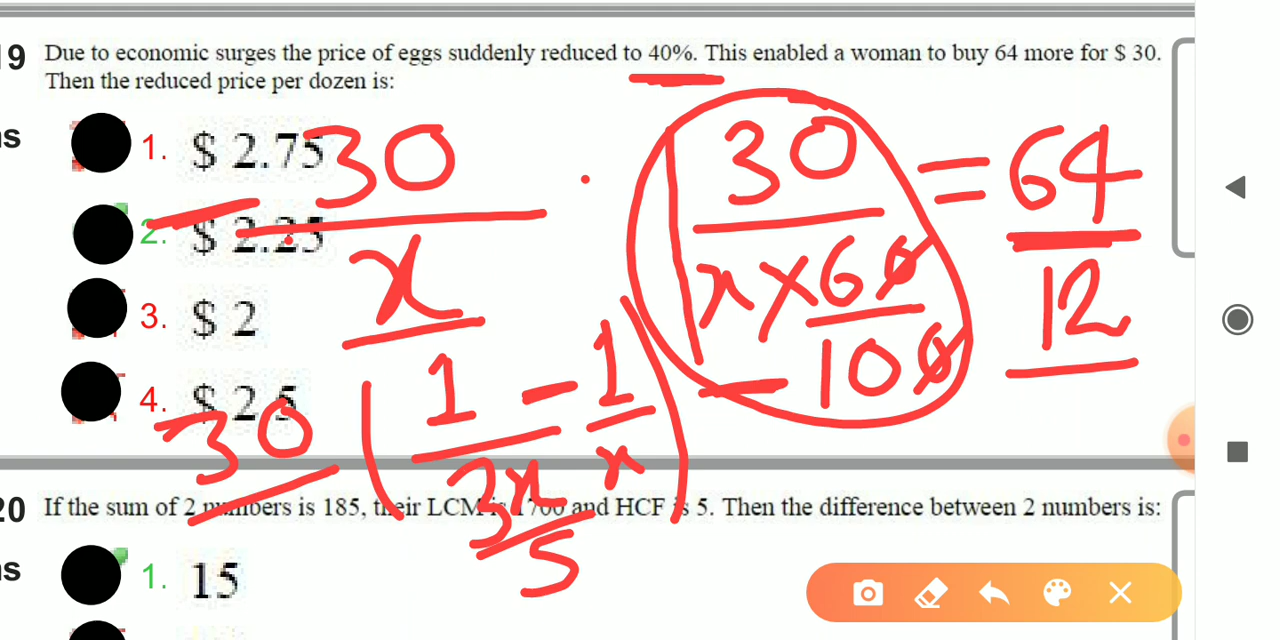 19 Due to economic surges the price of eggs suddenly reduced to 40%. This enabled a woman to buy 64 more for $ 30.
Then the reduced price per dozen is:
ns
1. $ 2.75
2. $ 2.25
3. $ 2
4. $ 2.5
30 / x
30 / x × 60 / 100 = 64 / 12
30 ( 1 / 3x / 5 − 1 / x )
20 If the sum of 2 numbers is 185, their LCM is 1700 and HCF is 5. Then the difference between 2 numbers is:
ns
1. 15